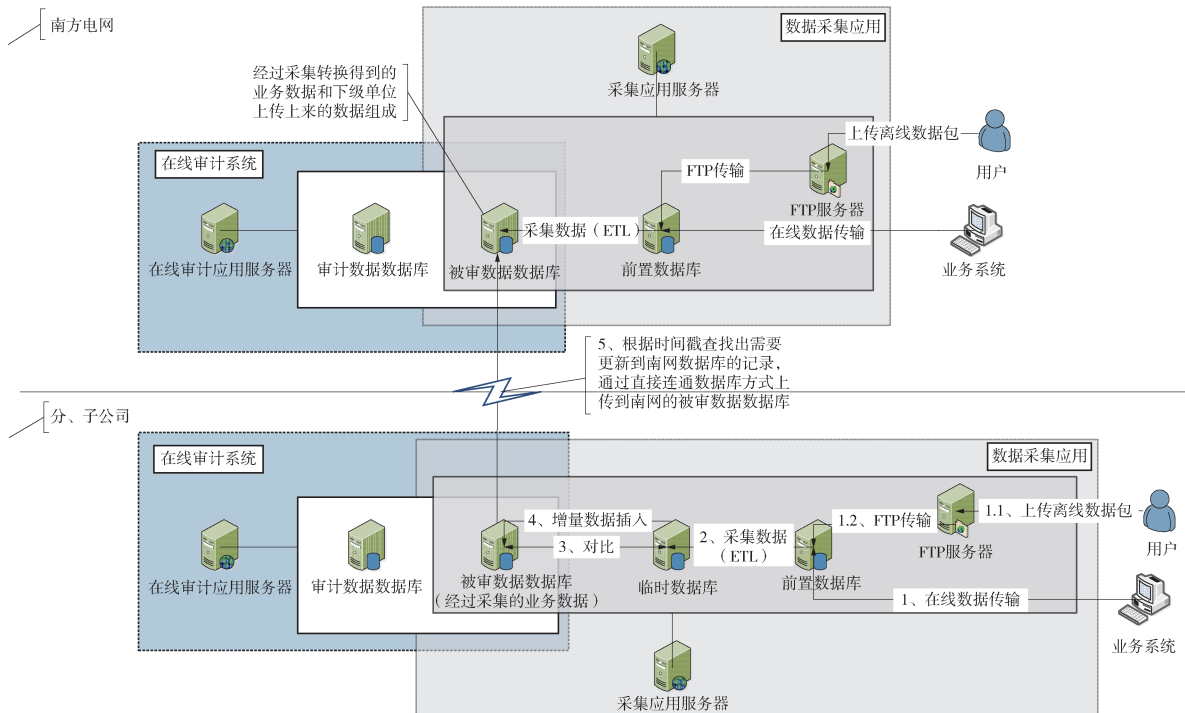 南方电网
数据采集应用
采集应用服务器
经过采集转换得到的
业务数据和下级单位
上传上来的数据组成
上传离线数据包
用户
在线审计系统
FTP传输
FTP服务器
采集数据（ETL）
在线数据传输
在线审计应用服务器
审计数据数据库
被审数据数据库
前置数据库
业务系统
5、根据时间戳查找出需要
更新到南网数据库的记录，
通过直接连通数据库方式上
传到南网的被审数据数据库
分、子公司
在线审计系统
数据采集应用
4、增量数据插入
3、对比
2、采集数据
（ETL）
1.2、FTP传输
1.1、上传离线数据包
FTP服务器
用户
在线审计应用服务器
审计数据数据库
被审数据数据库
（经过采集的业务数据）
临时数据库
前置数据库
1、在线数据传输
业务系统
采集应用服务器